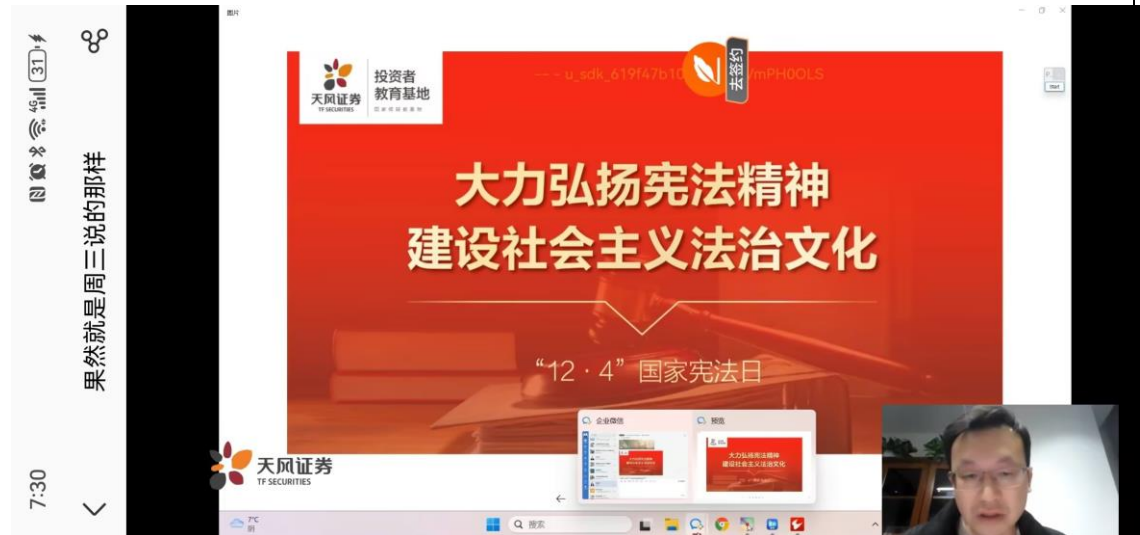 7:30
31
4G
果然就是周三说的那样
图片
天风证券
TF SECURITIES
投资者
教育基地
去签约
大力弘扬宪法精神
建设社会主义法治文化
“12·4”国家宪法日
企业微信
预览
大力弘扬宪法精神
建设社会主义法治文化
天风证券
TF SECURITIES
7°C
阴
搜索